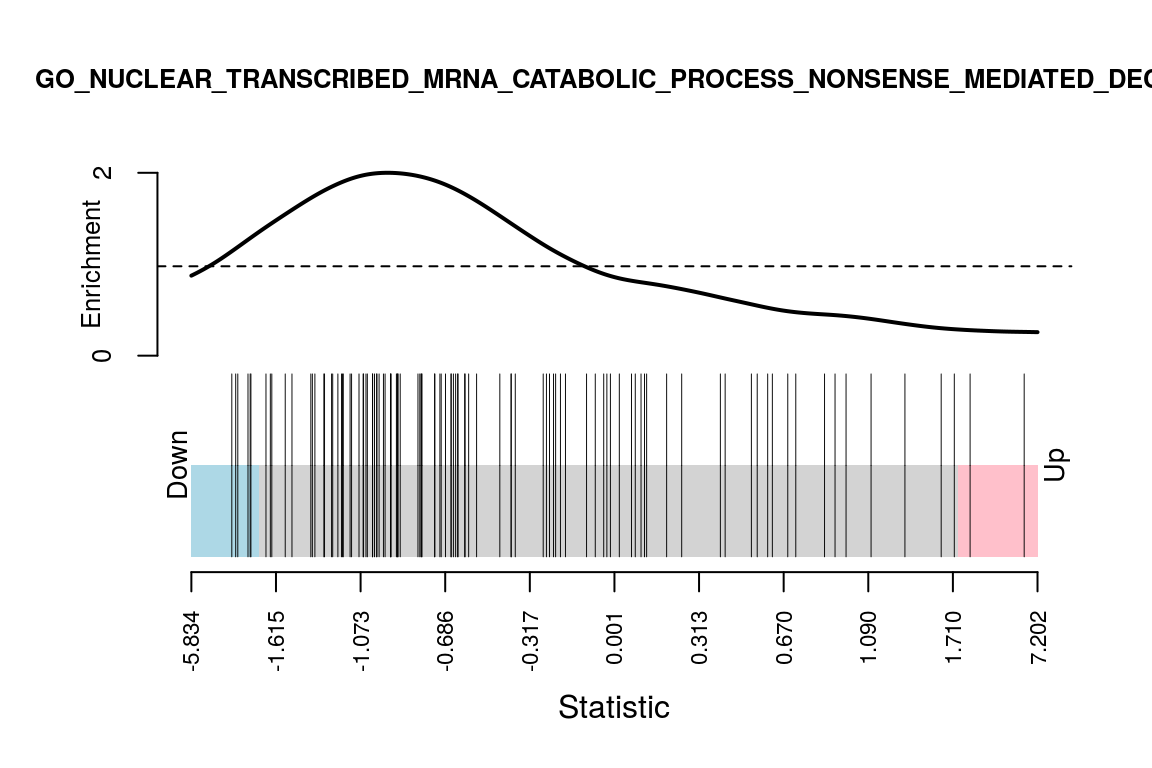 GO_NUCLEAR_TRANSCRIBED_MRNA_CATABOLIC_PROCESS_NONSENSE_MEDIATED_DEC
2
Enrichment
0
Down
Up
-5.834
-1.615
-1.073
-0.686
-0.317
0.001
0.313
0.670
1.090
1.710
7.202
Statistic